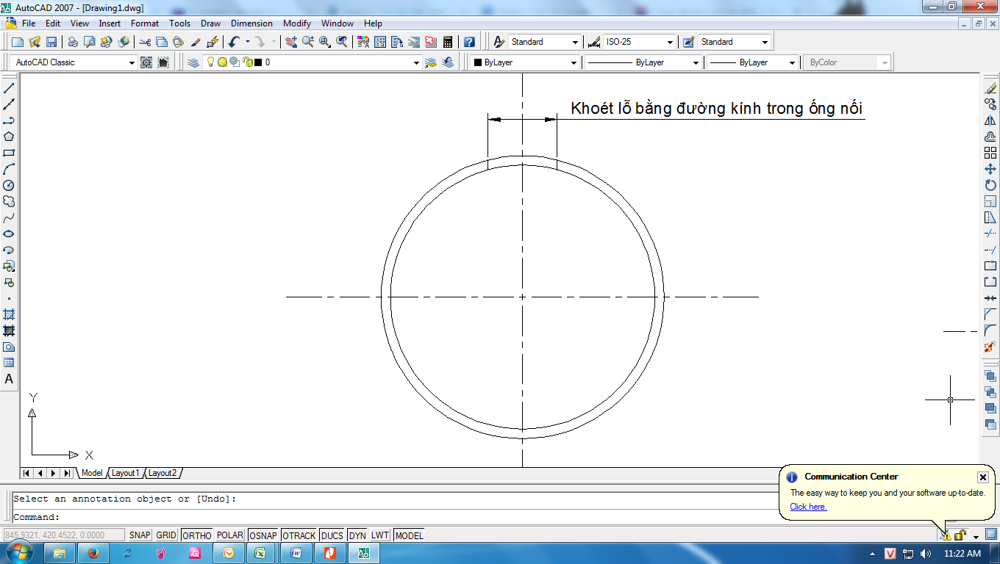 AutoCAD 2007 - [Drawing1.dwg]
File Edit View Insert Format Tools Draw Dimension Modify Window Help
Standard ISO-25 Standard
AutoCAD Classic 0 ByLayer ByLayer ByLayer ByColor
Khoét lỗ bằng đường kính trong ống nối
A
Y
X
Model Layout1 Layout2
Communication Center
The easy way to keep you and your software up-to-date.
Click here.
Select an annotation object or [Undo]:
Command:
845.9321, 420.4522, 0.0000 SNAP GRID ORTHO POLAR OSNAP OTRACK DUCS DYN LWT MODEL
11:22 AM